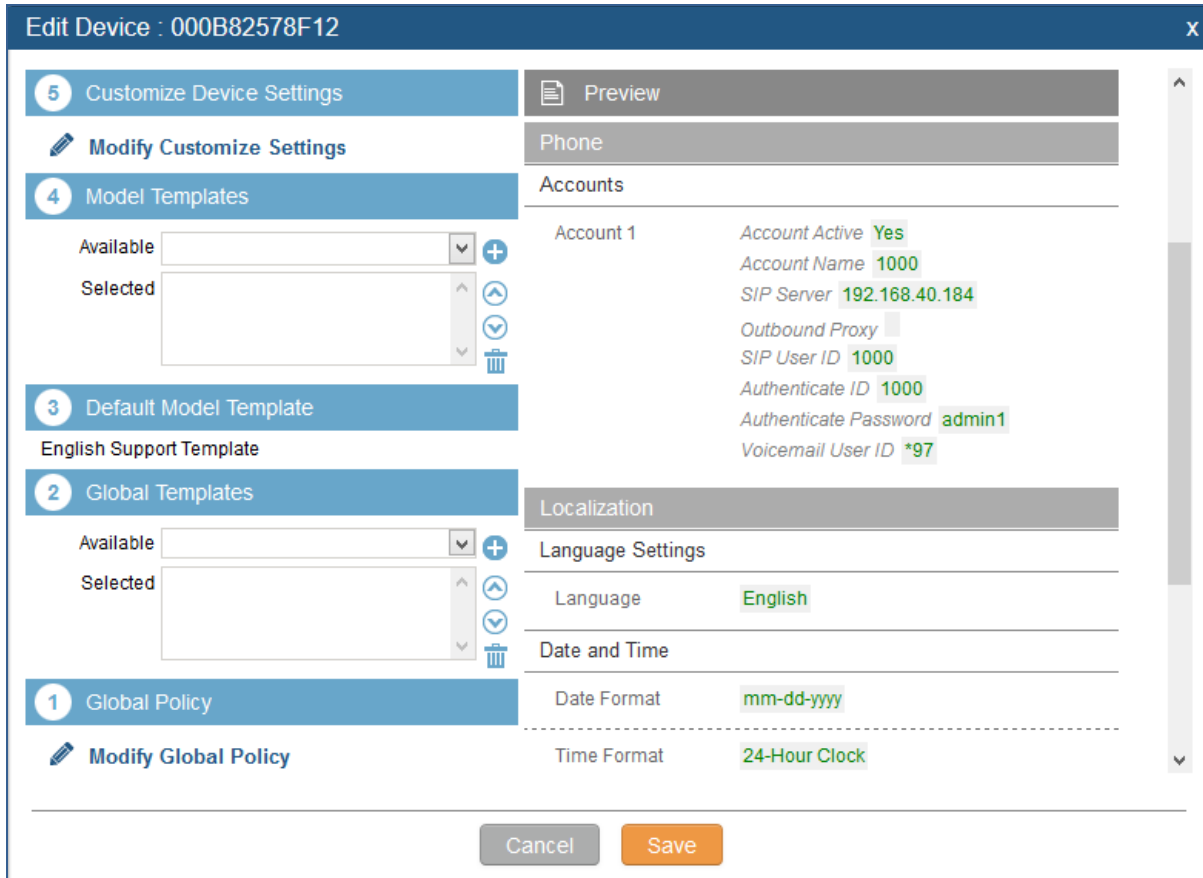 Edit Device : 000B82578F12 x
5 Customize Device Settings
Modify Customize Settings
4 Model Templates
Available
Selected
3 Default Model Template
English Support Template
2 Global Templates
Available
Selected
1 Global Policy
Modify Global Policy
Preview
Phone
Accounts
Account 1 Account Active Yes
Account Name 1000
SIP Server 192.168.40.184
Outbound Proxy
SIP User ID 1000
Authenticate ID 1000
Authenticate Password admin1
Voicemail User ID *97
Localization
Language Settings
Language English
Date and Time
Date Format mm-dd-yyyy
Time Format 24-Hour Clock
Cancel Save